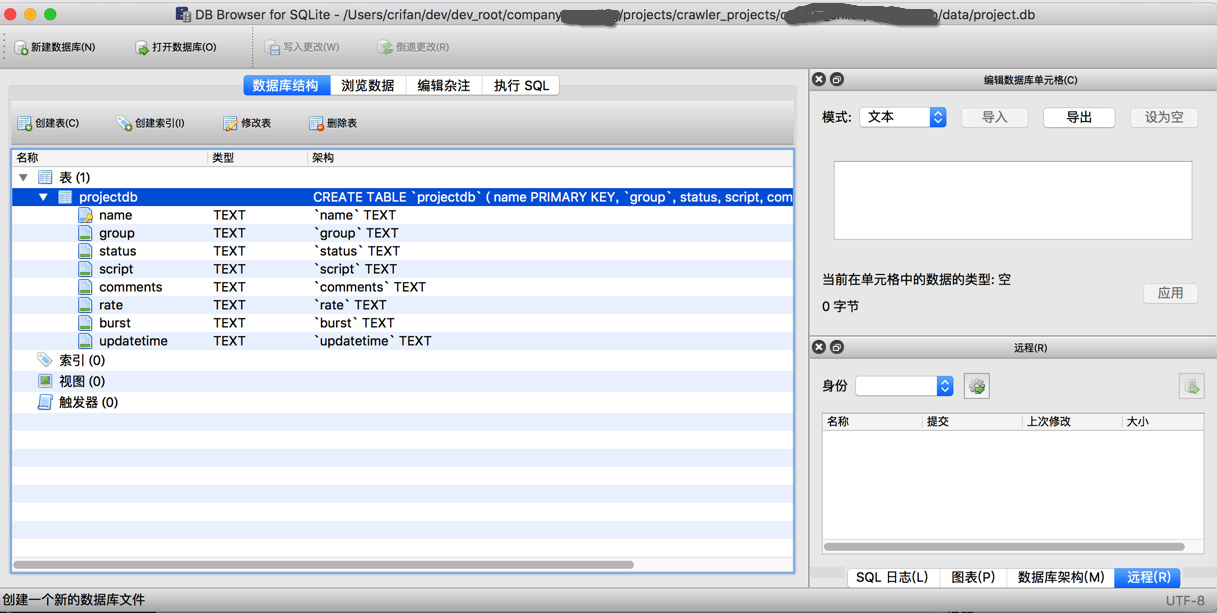 DB Browser for SQLite - /Users/crifan/dev/dev_root/company /projects/crawler_projects/ /data/project.db
新建数据库(N) 打开数据库(O) 写入更改(W) 倒退更改(R)
数据库结构 浏览数据 编辑杂注 执行 SQL
创建表(C) 创建索引(I) 修改表 删除表
名称 类型 架构
表 (1)
projectdb CREATE TABLE `projectdb` ( name PRIMARY KEY, `group`, status, script, com
name TEXT `name` TEXT
group TEXT `group` TEXT
status TEXT `status` TEXT
script TEXT `script` TEXT
comments TEXT `comments` TEXT
rate TEXT `rate` TEXT
burst TEXT `burst` TEXT
updatetime TEXT `updatetime` TEXT
索引 (0)
视图 (0)
触发器 (0)
编辑数据库单元格(C)
模式: 文本 导入 导出 设为空
当前在单元格中的数据的类型: 空
0 字节
应用
远程(R)
身份
名称 提交 上次修改 大小
SQL 日志(L) 图表(P) 数据库架构(M) 远程(R)
创建一个新的数据库文件
UTF-8